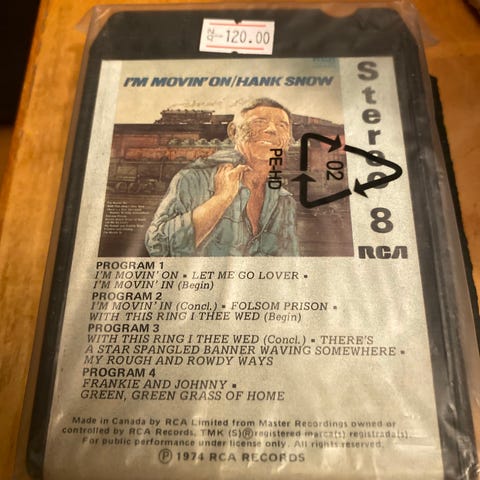 120.00
I'M MOVIN' ON/HANK SNOW
Stereo 8
RCA
02
PE-HD
PROGRAM 1
I'M MOVIN' ON • LET ME GO LOVER •
I'M MOVIN' IN (Begin)
PROGRAM 2
I'M MOVIN' IN (Concl.) • FOLSOM PRISON •
WITH THIS RING I THEE WED (Begin)
PROGRAM 3
WITH THIS RING I THEE WED (Concl.) • THERE'S
A STAR SPANGLED BANNER WAVING SOMEWHERE •
MY ROUGH AND ROWDY WAYS
PROGRAM 4
FRANKIE AND JOHNNY •
GREEN, GREEN GRASS OF HOME
Made in Canada by RCA Limited from Master Recordings owned or
controlled by RCA Records. TMK (S)® registered marca(s) registrada(s).
For public performance under license only. All rights reserved.
Ⓟ 1974 RCA RECORDS